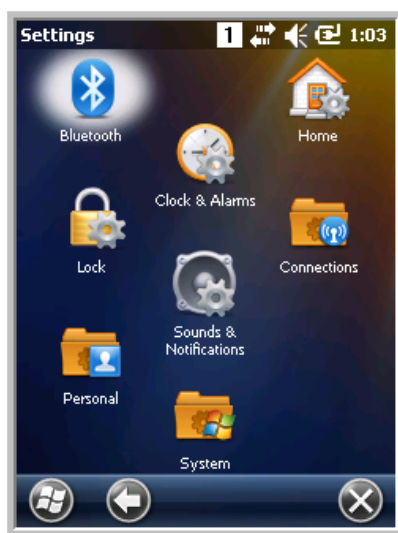 Settings 1 1:03
Bluetooth
Home
Clock & Alarms
Lock
Connections
Sounds &
Notifications
Personal
System